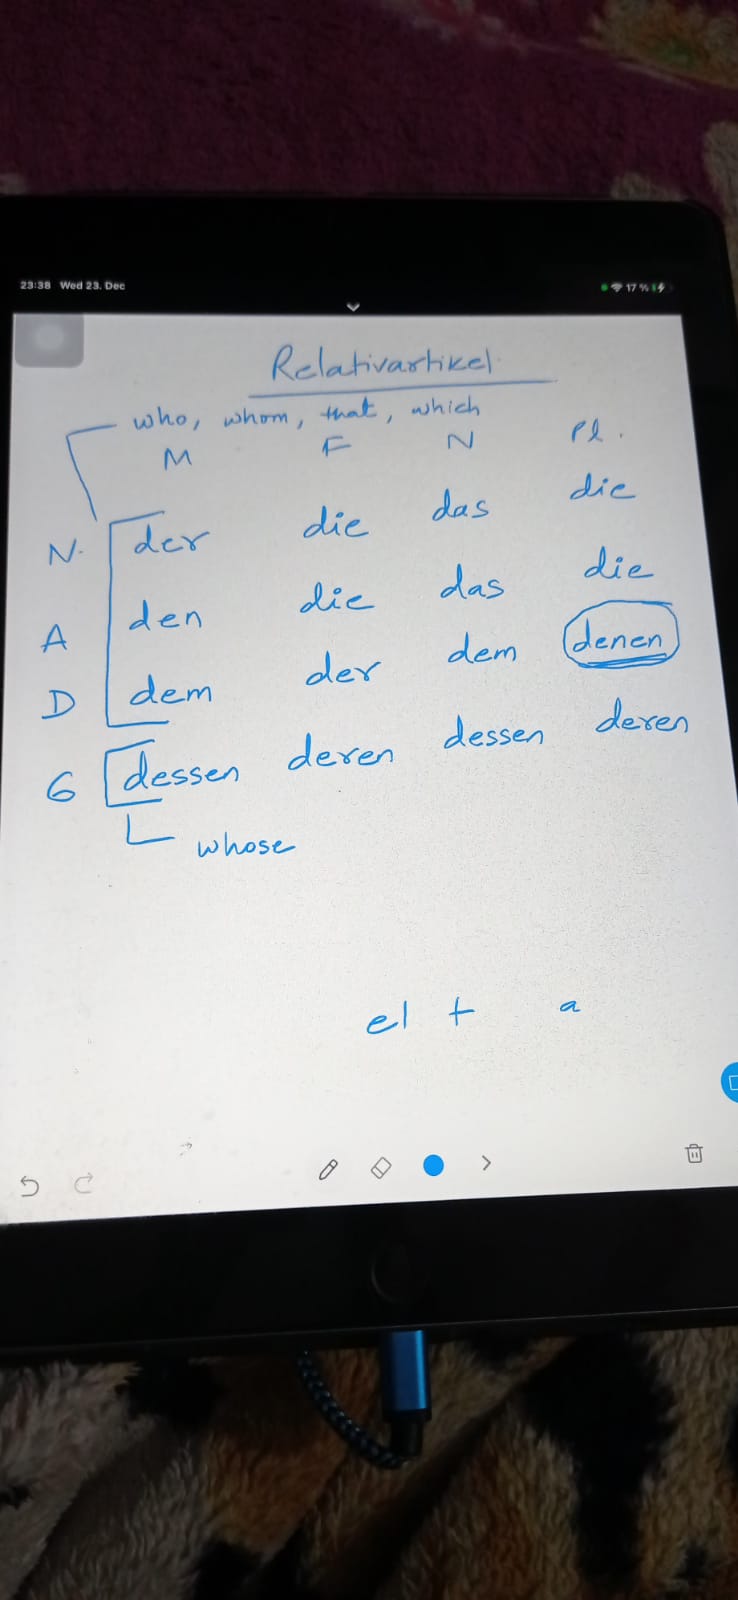 23:38 Wed 23. Dec 17 %
Relativartikel
who, whom, that, which
M F N Pl.
N. der die das die
A den die das die
D dem der dem denen
G dessen deren dessen deren
whose
el + a